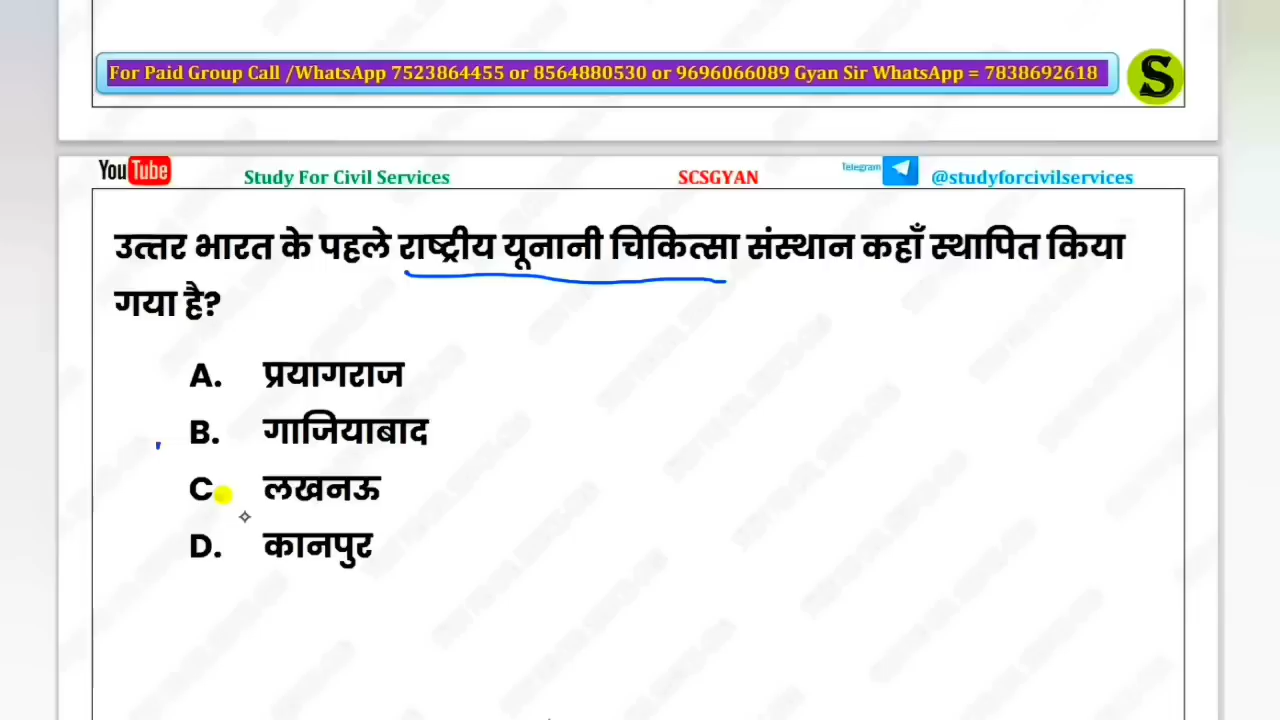 For Paid Group Call /WhatsApp 7523864455 or 8564880530 or 9696066089 Gyan Sir WhatsApp = 7838692618
S
YouTube Study For Civil Services SCSGYAN Telegram @studyforcivilservices
उत्तर भारत के पहले राष्ट्रीय यूनानी चिकित्सा संस्थान कहाँ स्थापित किया
गया है?
A. प्रयागराज
B. गाजियाबाद
C. लखनऊ
D. कानपुर